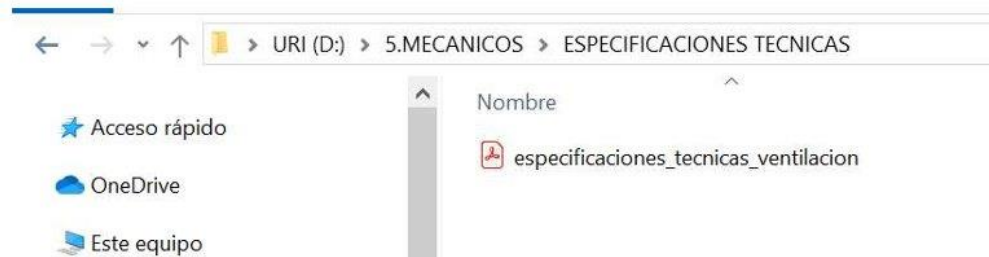 URI (D:) > 5.MECANICOS > ESPECIFICACIONES TECNICAS
Nombre
Acceso rápido
especificaciones_tecnicas_ventilacion
OneDrive
Este equipo